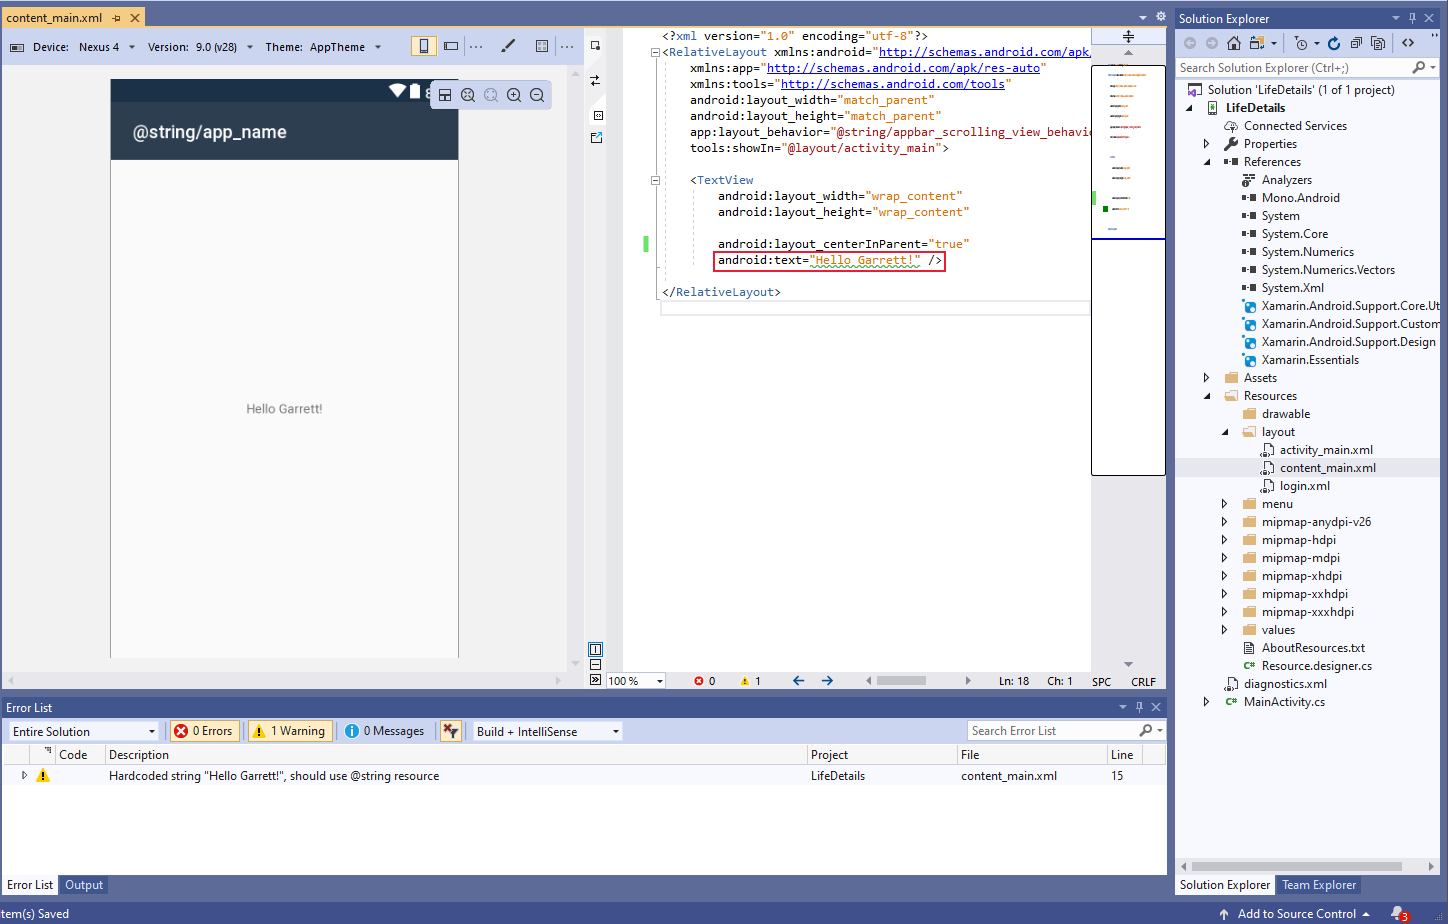 content_main.xml
Device: Nexus 4 Version: 9.0 (v28) Theme: AppTheme
@string/app_name
Hello Garrett!
<?xml version="1.0" encoding="utf-8"?>
<RelativeLayout xmlns:android="http://schemas.android.com/apk
xmlns:app="http://schemas.android.com/apk/res-auto"
xmlns:tools="http://schemas.android.com/tools"
android:layout_width="match_parent"
android:layout_height="match_parent"
app:layout_behavior="@string/appbar_scrolling_view_behavio
tools:showIn="@layout/activity_main">
<TextView
android:layout_width="wrap_content"
android:layout_height="wrap_content"
android:layout_centerInParent="true"
android:text="Hello Garrett!" />
</RelativeLayout>
100 % 0 1 Ln: 18 Ch: 1 SPC CRLF
Solution Explorer
Search Solution Explorer (Ctrl+;)
Solution 'LifeDetails' (1 of 1 project)
LifeDetails
Connected Services
Properties
References
Analyzers
Mono.Android
System
System.Core
System.Numerics
System.Numerics.Vectors
System.Xml
Xamarin.Android.Support.Core.Ut
Xamarin.Android.Support.Custom
Xamarin.Android.Support.Design
Xamarin.Essentials
Assets
Resources
drawable
layout
activity_main.xml
content_main.xml
login.xml
menu
mipmap-anydpi-v26
mipmap-hdpi
mipmap-mdpi
mipmap-xhdpi
mipmap-xxhdpi
mipmap-xxxhdpi
values
AboutResources.txt
C# Resource.designer.cs
diagnostics.xml
C# MainActivity.cs
Solution Explorer Team Explorer
Error List
Entire Solution 0 Errors 1 Warning 0 Messages Build + IntelliSense Search Error List
Code Description Project File Line
Hardcoded string "Hello Garrett!", should use @string resource LifeDetails content_main.xml 15
Error List Output
tem(s) Saved
Add to Source Control 3